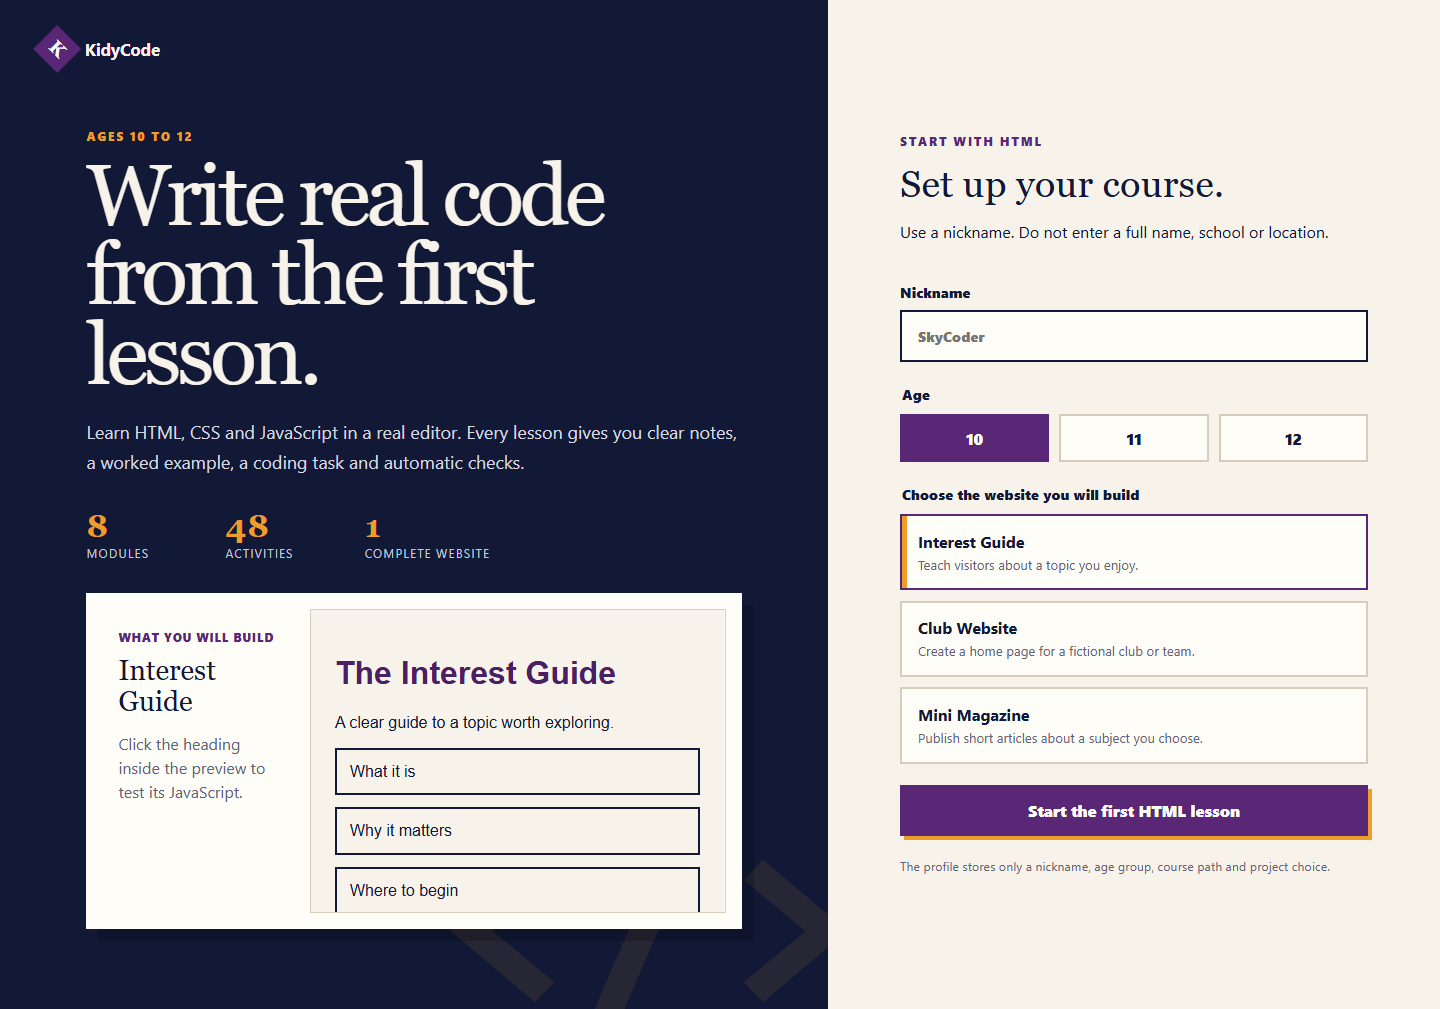 KidyCode
AGES 10 TO 12
Write real code
from the first
lesson.
Learn HTML, CSS and JavaScript in a real editor. Every lesson gives you clear notes,
a worked example, a coding task and automatic checks.
8
MODULES
48
ACTIVITIES
1
COMPLETE WEBSITE
WHAT YOU WILL BUILD
Interest
Guide
Click the heading
inside the preview to
test its JavaScript.
The Interest Guide
A clear guide to a topic worth exploring.
What it is
Why it matters
Where to begin
START WITH HTML
Set up your course.
Use a nickname. Do not enter a full name, school or location.
Nickname
SkyCoder
Age
10
11
12
Choose the website you will build
Interest Guide
Teach visitors about a topic you enjoy.
Club Website
Create a home page for a fictional club or team.
Mini Magazine
Publish short articles about a subject you choose.
Start the first HTML lesson
The profile stores only a nickname, age group, course path and project choice.